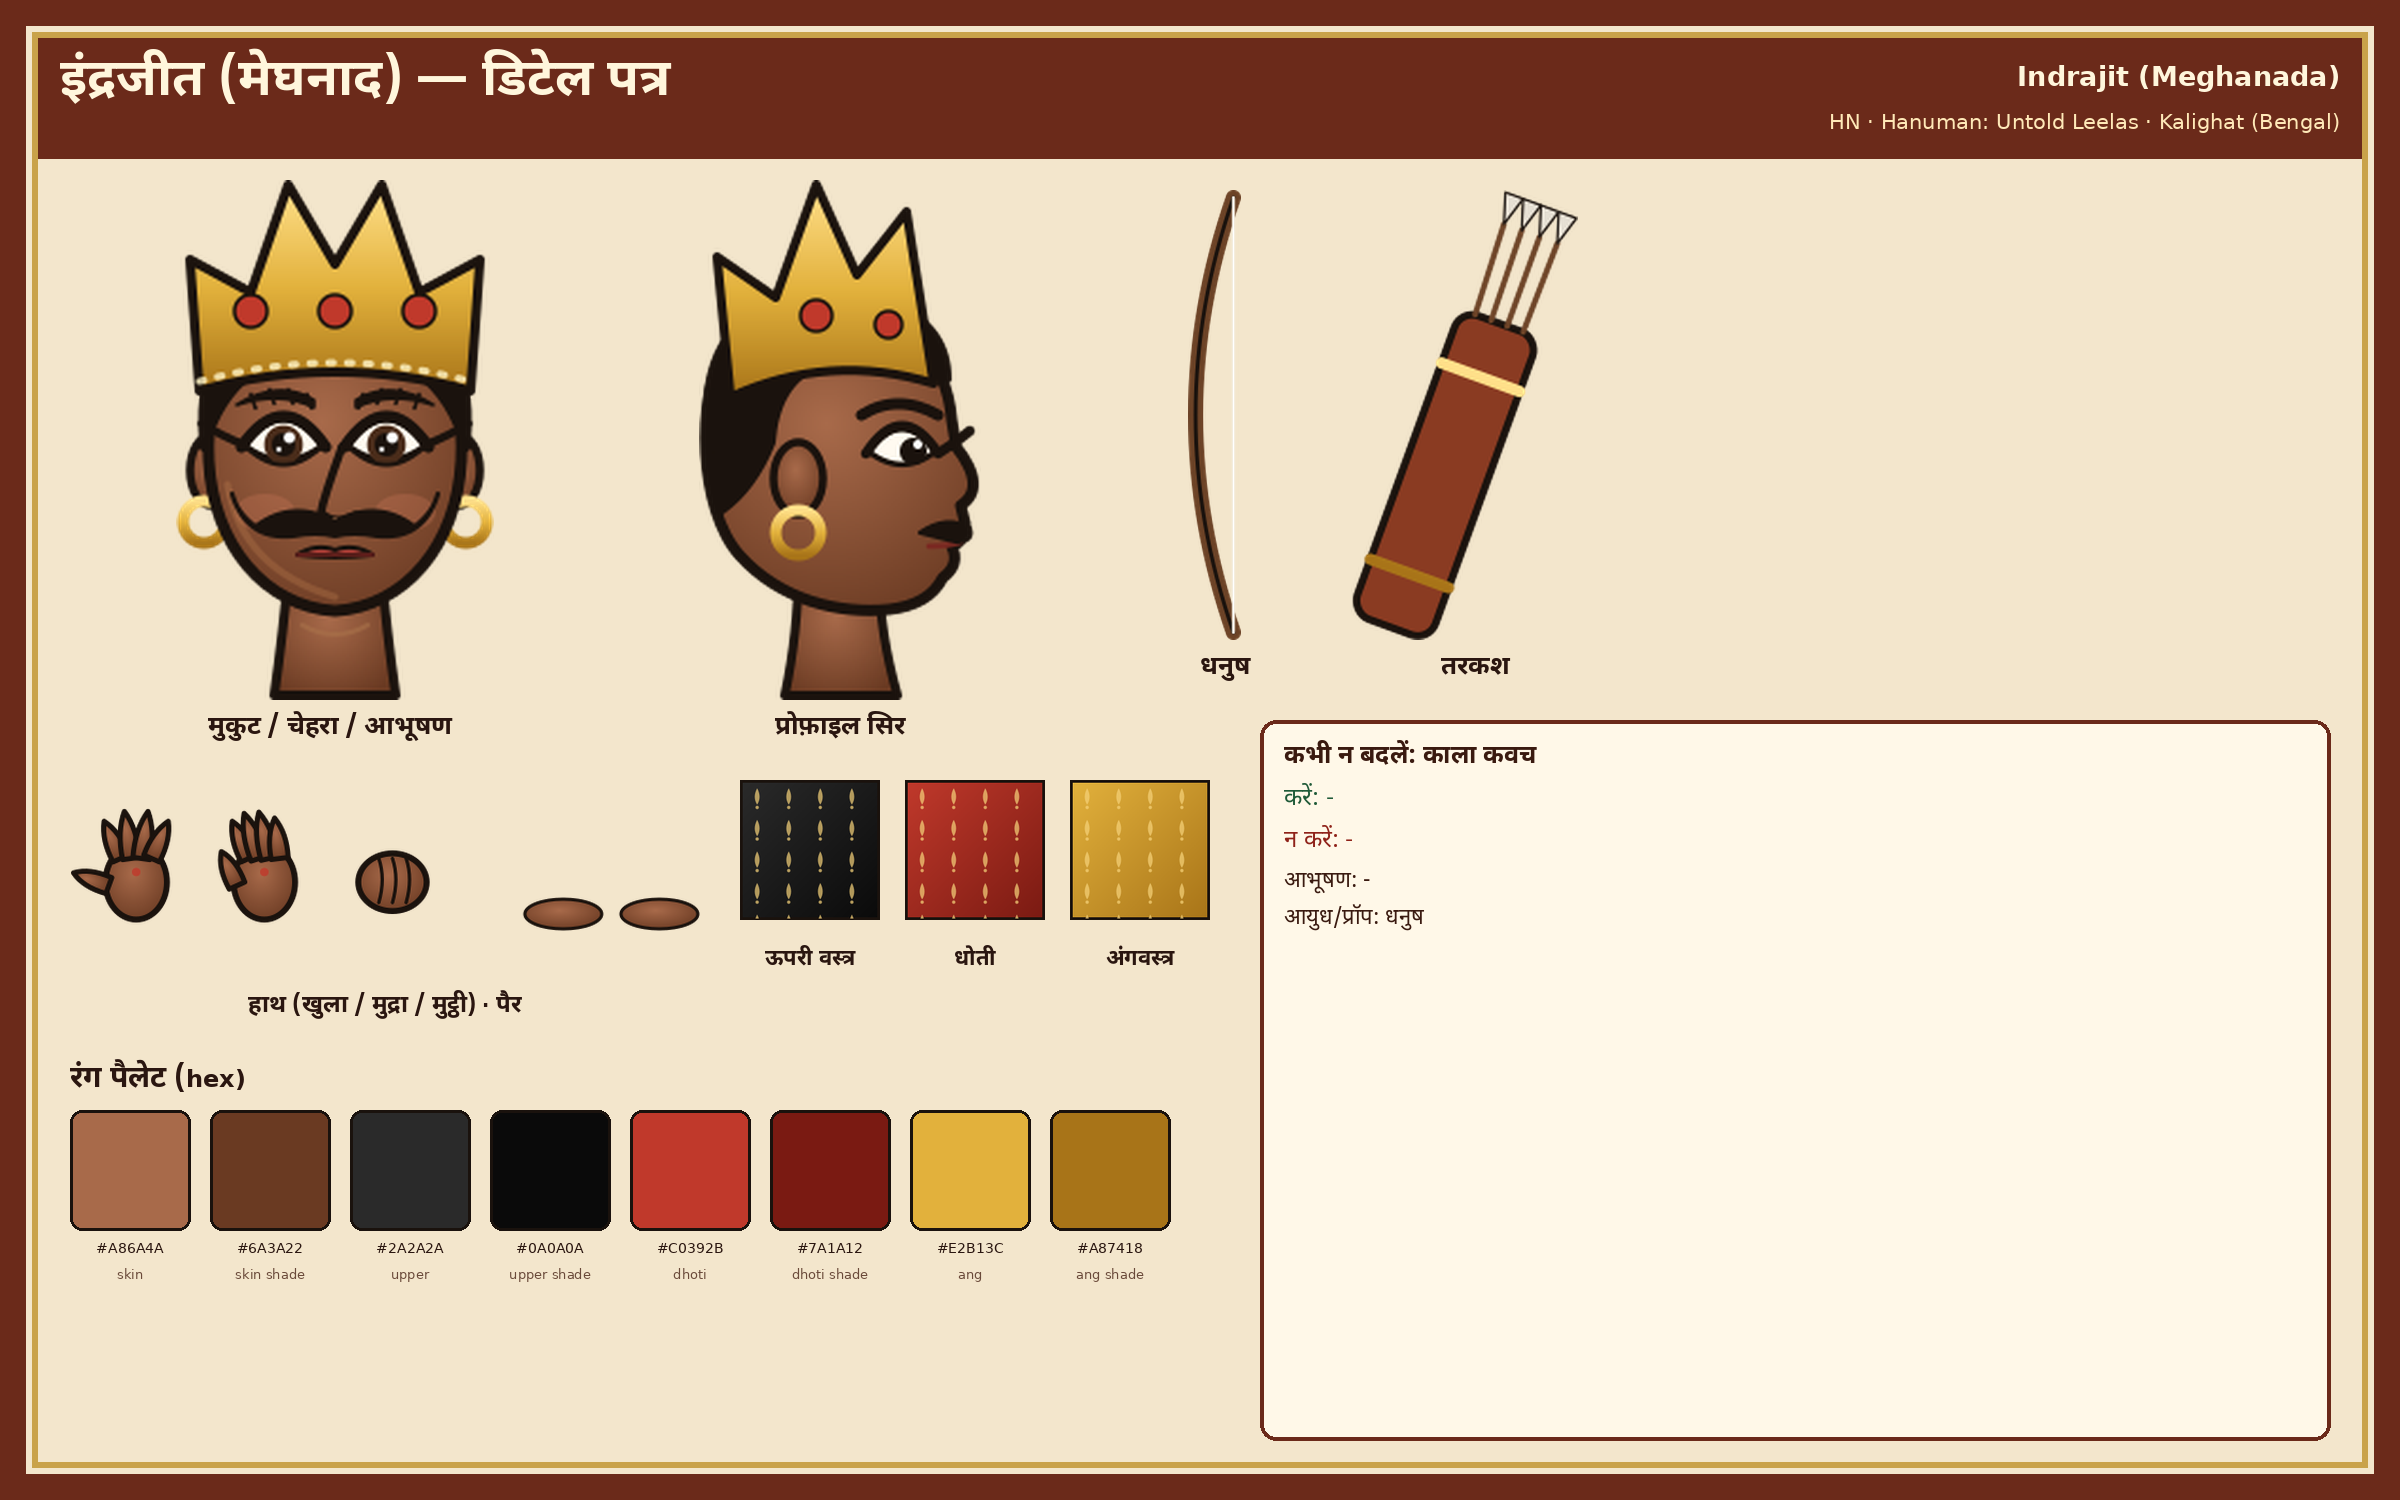 इंद्रजीत (मेघनाद) — डिटेल पत्र
Indrajit (Meghanada)
HN · Hanuman: Untold Leelas · Kalighat (Bengal)
धनुष
तरकश
मुकुट / चेहरा / आभूषण
प्रोफ़ाइल सिर
कभी न बदलें: काला कवच
करें: -
न करें: -
आभूषण: -
आयुध/प्रॉप: धनुष
ऊपरी वस्त्र
धोती
अंगवस्त्र
हाथ (खुला / मुद्रा / मुट्ठी) · पैर
रंग पैलेट (hex)
#A86A4A #6A3A22 #2A2A2A #0A0A0A #C0392B #7A1A12 #E2B13C #A87418
skin skin shade upper upper shade dhoti dhoti shade ang ang shade